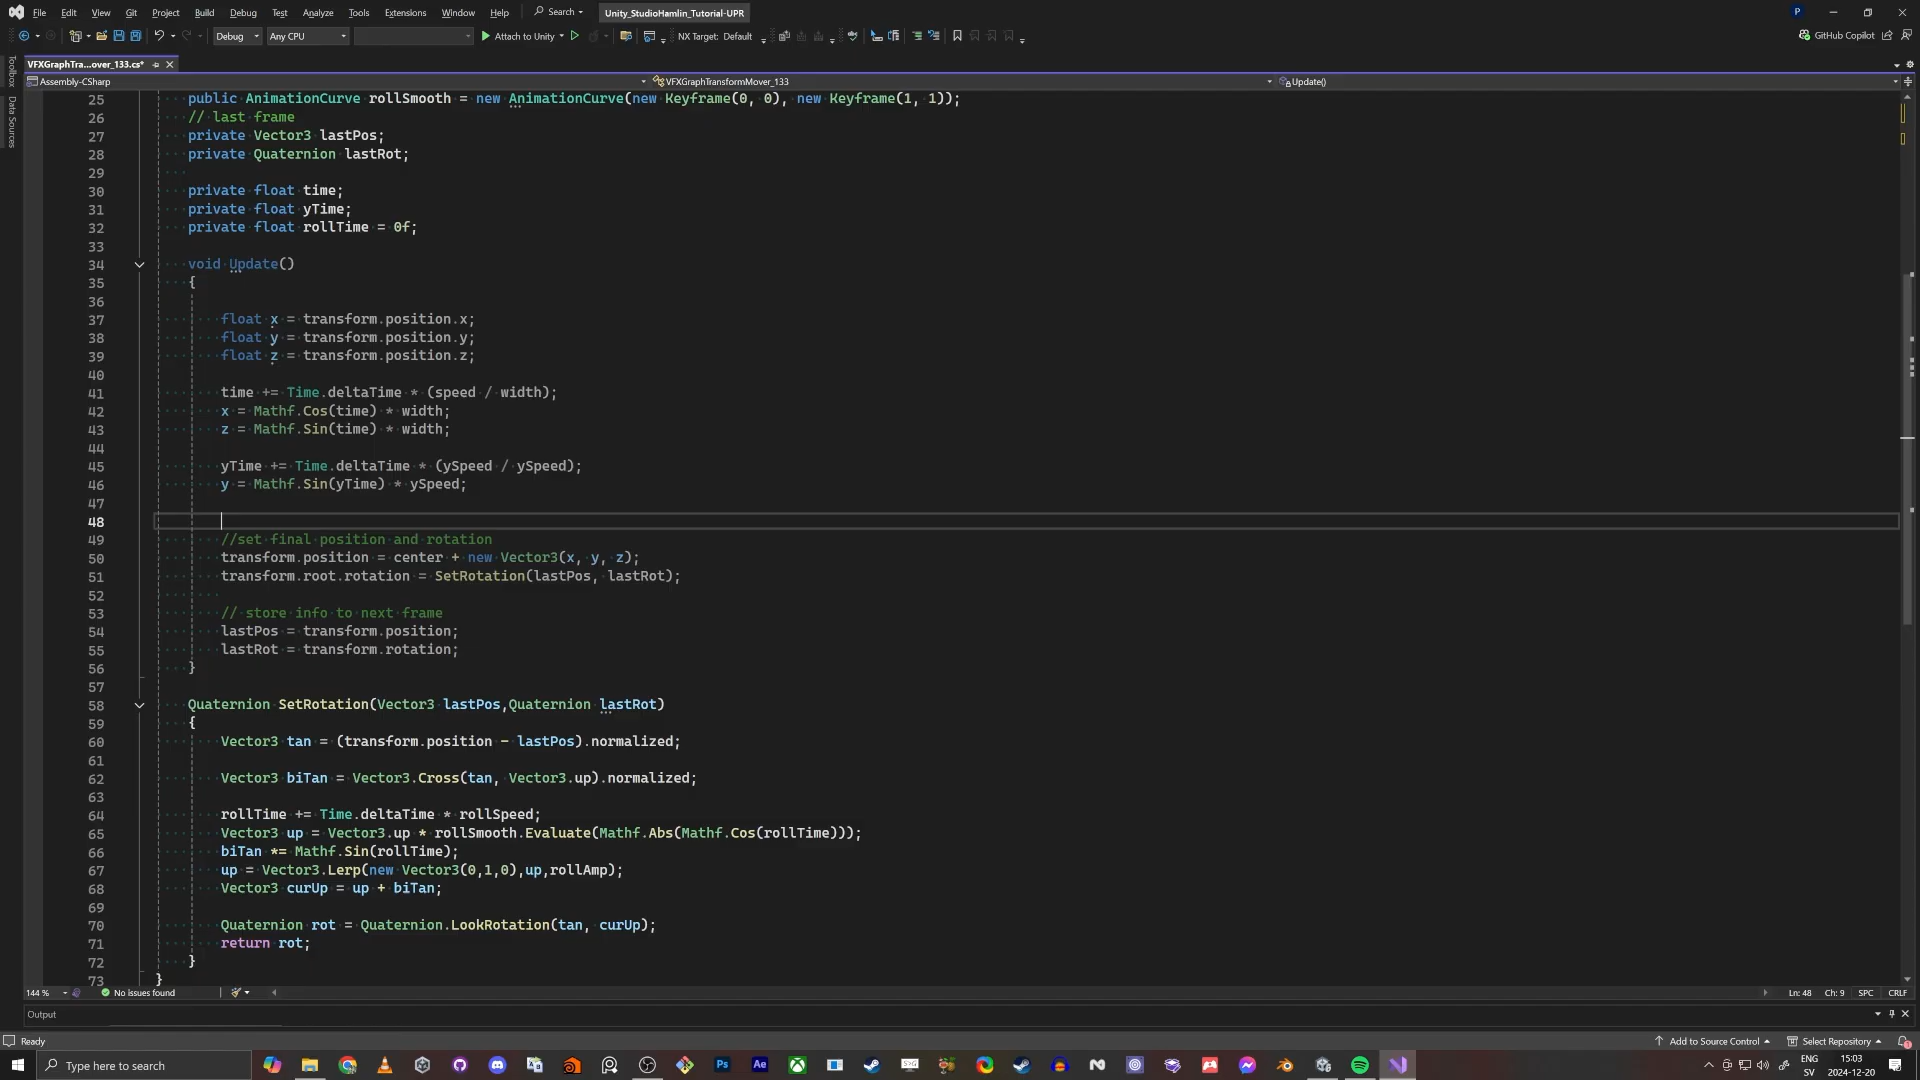 File Edit View Git Project Build Debug Test Analyze Tools Extensions Window Help Search Unity_StudioHamlin_Tutorial-UPR P
Debug Any CPU Attach to Unity NX Target: Default GitHub Copilot
VFXGraphTra...over_133.cs*
Assembly-CSharp VFXGraphTransformMover_133 Update()
Toolbox
Data Sources
25 public AnimationCurve rollSmooth = new AnimationCurve(new Keyframe(0, 0), new Keyframe(1, 1));
26 // last frame
27 private Vector3 lastPos;
28 private Quaternion lastRot;
29
30 private float time;
31 private float yTime;
32 private float rollTime = 0f;
33
34 void Update()
35 {
36
37 float x = transform.position.x;
38 float y = transform.position.y;
39 float z = transform.position.z;
40
41 time += Time.deltaTime * (speed / width);
42 x = Mathf.Cos(time) * width;
43 z = Mathf.Sin(time) * width;
44
45 yTime += Time.deltaTime * (ySpeed / ySpeed);
46 y = Mathf.Sin(yTime) * ySpeed;
47
48
49 //set final position and rotation
50 transform.position = center + new Vector3(x, y, z);
51 transform.root.rotation = SetRotation(lastPos, lastRot);
52
53 // store info to next frame
54 lastPos = transform.position;
55 lastRot = transform.rotation;
56 }
57
58 Quaternion SetRotation(Vector3 lastPos,Quaternion lastRot)
59 {
60 Vector3 tan = (transform.position - lastPos).normalized;
61
62 Vector3 biTan = Vector3.Cross(tan, Vector3.up).normalized;
63
64 rollTime += Time.deltaTime * rollSpeed;
65 Vector3 up = Vector3.up * rollSmooth.Evaluate(Mathf.Abs(Mathf.Cos(rollTime)));
66 biTan *= Mathf.Sin(rollTime);
67 up = Vector3.Lerp(new Vector3(0,1,0),up,rollAmp);
68 Vector3 curUp = up + biTan;
69
70 Quaternion rot = Quaternion.LookRotation(tan, curUp);
71 return rot;
72 }
73 }
144 % No issues found Ln: 48 Ch: 9 SPC CRLF
Output
Ready Add to Source Control Select Repository
Type here to search Ps Ae ENG 15:03
SV 2024-12-20